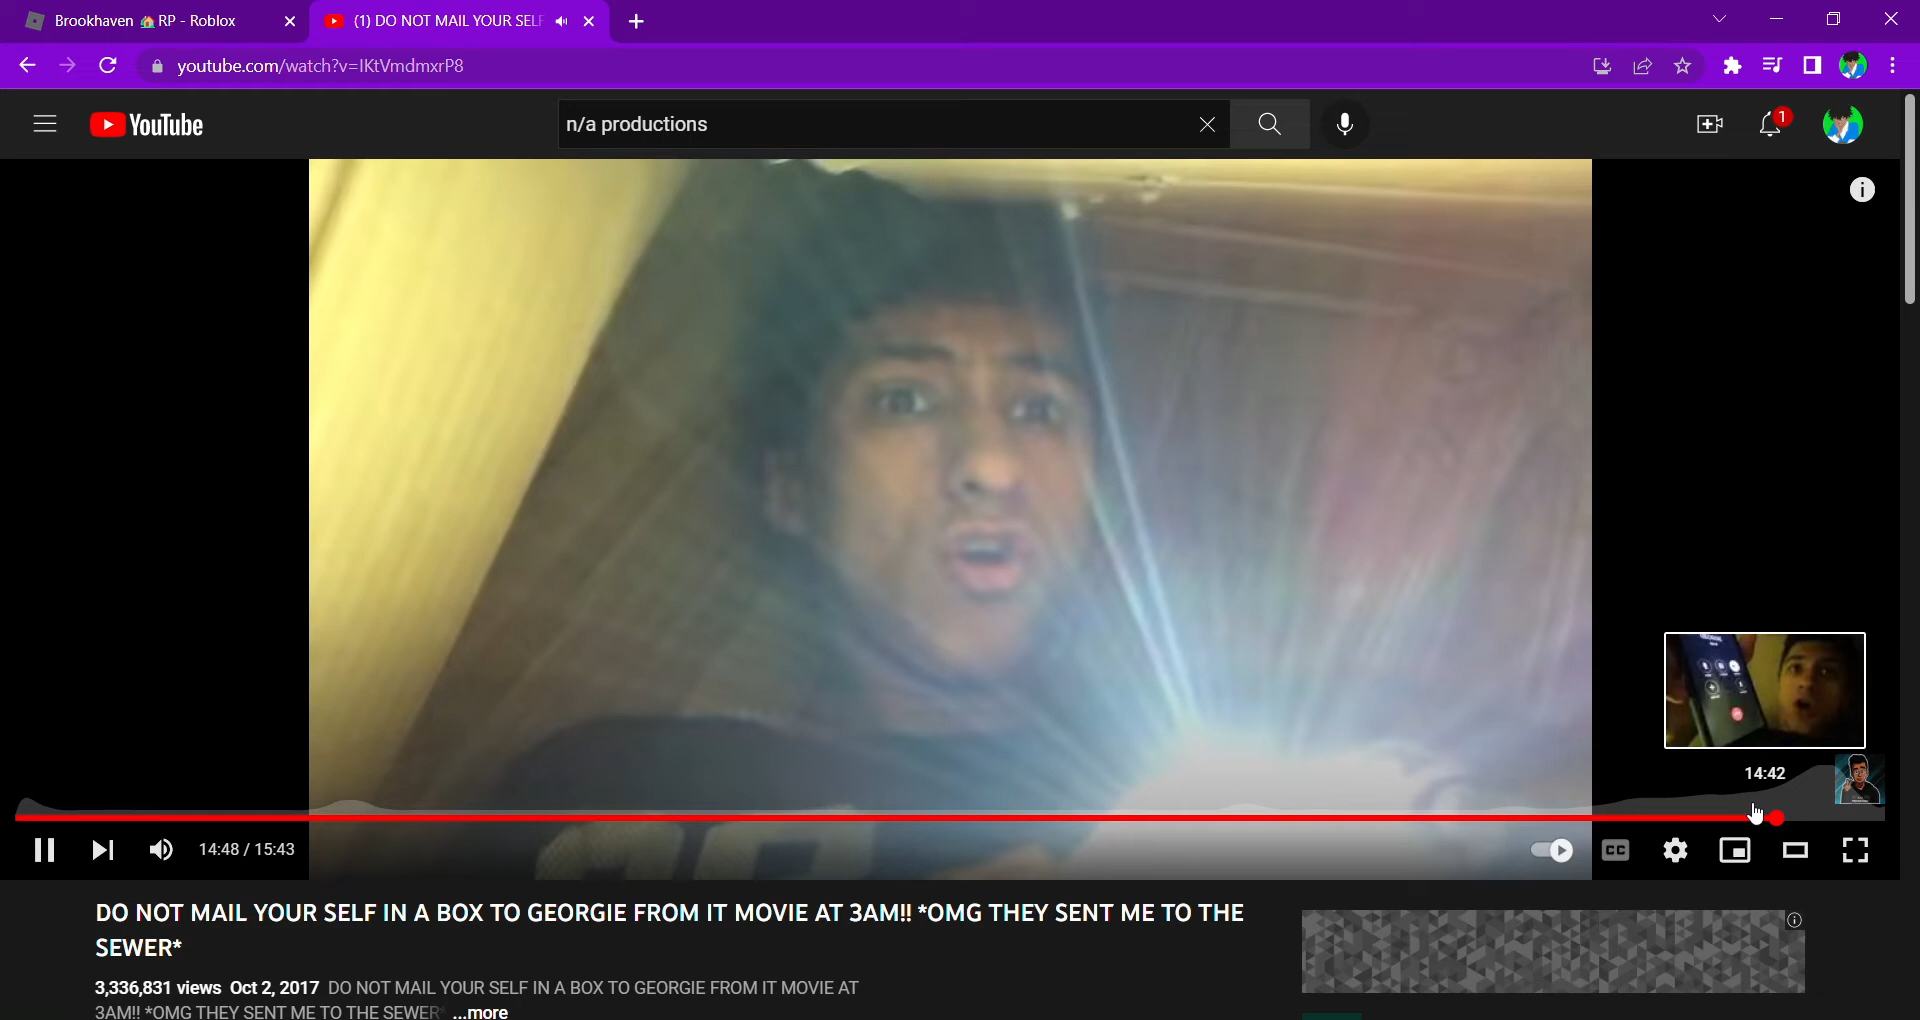 Brookhaven 🏠RP - Roblox
(1) DO NOT MAIL YOUR SELF
youtube.com/watch?v=IKtVmdmxrP8
YouTube
n/a productions
1
14:42
14:48 / 15:43
CC
DO NOT MAIL YOUR SELF IN A BOX TO GEORGIE FROM IT MOVIE AT 3AM!! *OMG THEY SENT ME TO THE
SEWER*
3,336,831 views Oct 2, 2017 DO NOT MAIL YOUR SELF IN A BOX TO GEORGIE FROM IT MOVIE AT
3AM!! *OMG THEY SENT ME TO THE SEWER* ...more